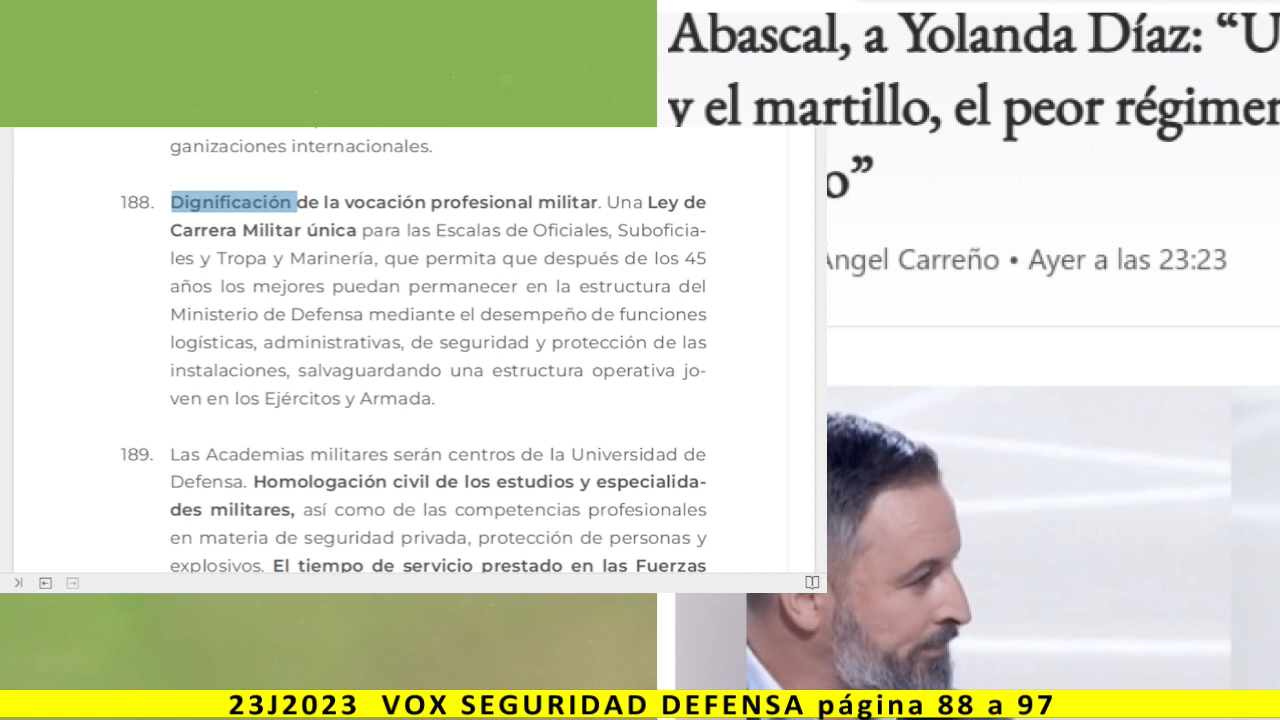 Abascal, a Yolanda Díaz: “U
y el martillo, el peor régimen
o”
Ángel Carreño • Ayer a las 23:23
ganizaciones internacionales.
188. Dignificación de la vocación profesional militar. Una Ley de
Carrera Militar única para las Escalas de Oficiales, Suboficia-
les y Tropa y Marinería, que permita que después de los 45
años los mejores puedan permanecer en la estructura del
Ministerio de Defensa mediante el desempeño de funciones
logísticas, administrativas, de seguridad y protección de las
instalaciones, salvaguardando una estructura operativa jo-
ven en los Ejércitos y Armada.
189. Las Academias militares serán centros de la Universidad de
Defensa. Homologación civil de los estudios y especialida-
des militares, así como de las competencias profesionales
en materia de seguridad privada, protección de personas y
explosivos. El tiempo de servicio prestado en las Fuerzas
23J2023 VOX SEGURIDAD DEFENSA página 88 a 97